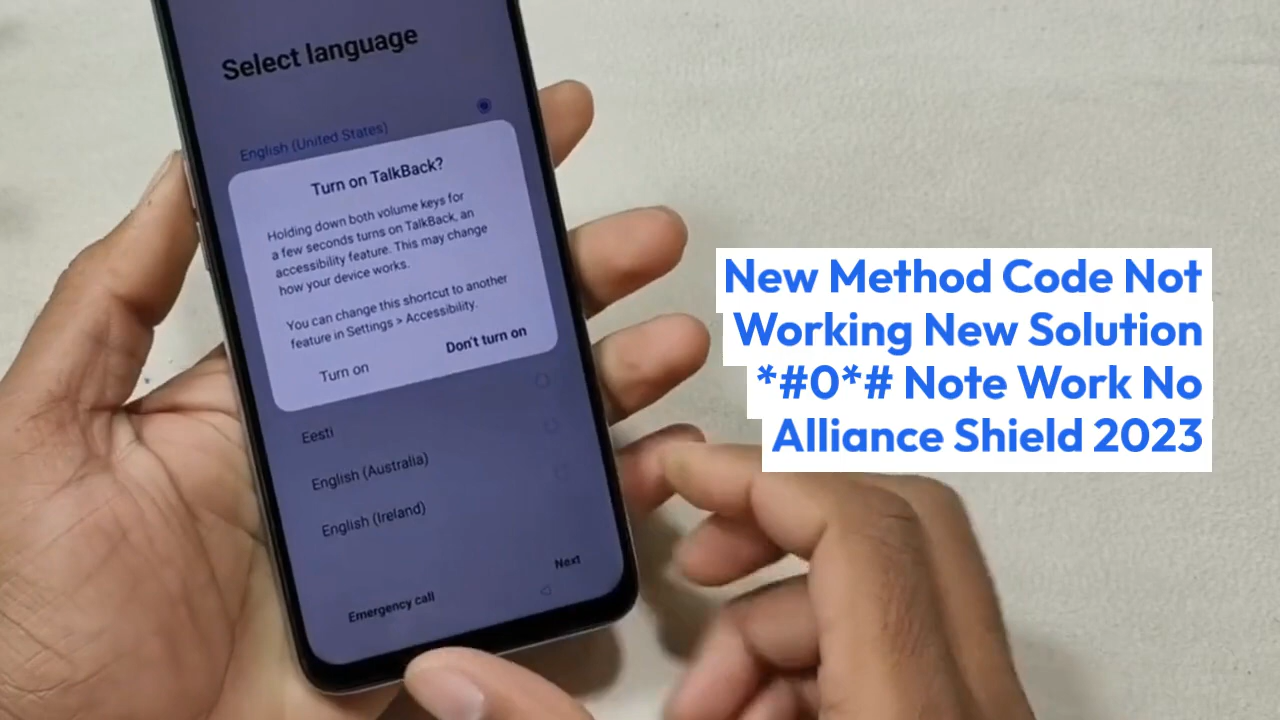 Select language
English (United States)
Turn on TalkBack?
Holding down both volume keys for
a few seconds turns on TalkBack, an
accessibility feature. This may change
how your device works.
You can change this shortcut to another
feature in Settings > Accessibility.
Turn on
Don't turn on
Eesti
English (Australia)
English (Ireland)
Next
Emergency call
New Method Code Not
Working New Solution
*#0*# Note Work No
Alliance Shield 2023